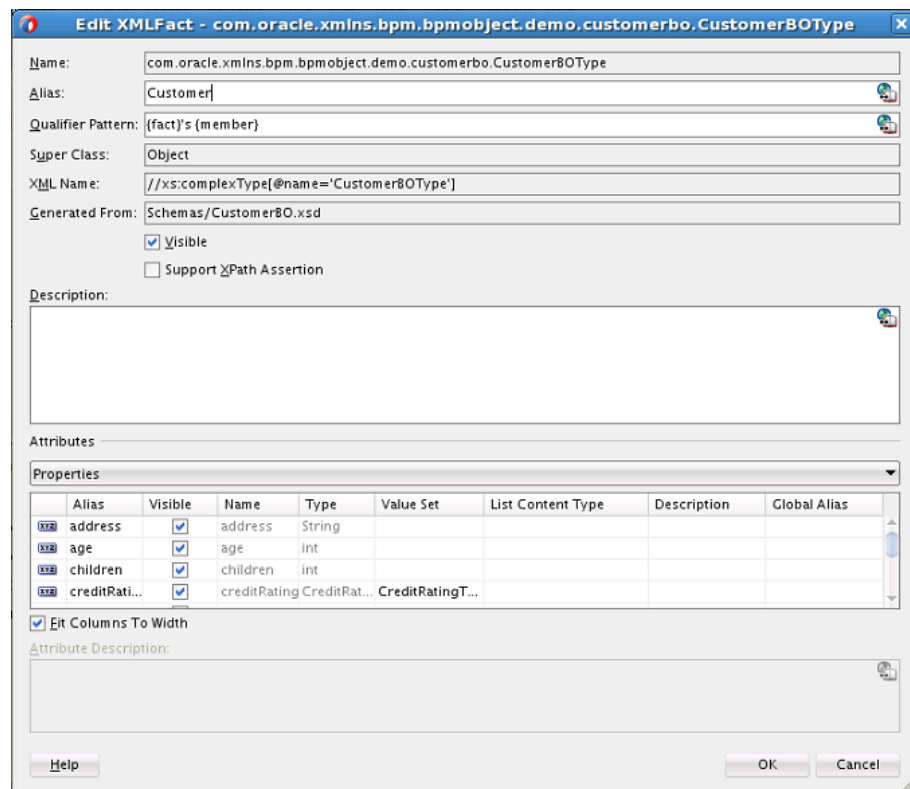 Edit XMLFact - com.oracle.xmlns.bpm.bpmobject.demo.customerbo.CustomerBOType
Name: com.oracle.xmlns.bpm.bpmobject.demo.customerbo.CustomerBOType
Alias: Customer
Qualifier Pattern: {fact}'s {member}
Super Class: Object
XML Name: //xs:complexType[@name='CustomerBOType']
Generated From: Schemas/CustomerBO.xsd
Visible
Support XPath Assertion
Description:
Attributes
Properties
Alias Visible Name Type Value Set List Content Type Description Global Alias
XYZ address address String
XYZ age age int
XYZ children children int
XYZ creditRati... creditRating CreditRat... CreditRatingT...
Fit Columns To Width
Attribute Description:
Help OK Cancel